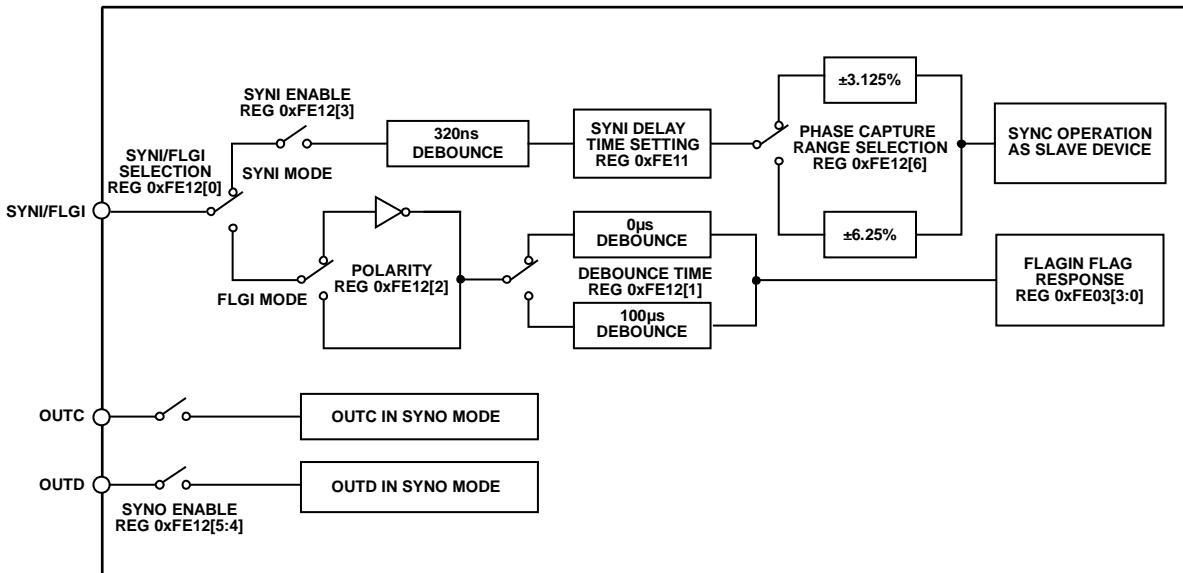 ±3.125%
SYNI ENABLE
REG 0xFE12[3]
320ns
DEBOUNCE
SYNI DELAY
TIME SETTING
REG 0xFE11
PHASE CAPTURE
RANGE SELECTION
REG 0xFE12[6]
SYNC OPERATION
AS SLAVE DEVICE
SYNI/FLGI
SELECTION
REG 0xFE12[0]
SYNI MODE
SYNI/FLGI
±6.25%
0µs
DEBOUNCE
POLARITY
REG 0xFE12[2]
FLGI MODE
DEBOUNCE TIME
REG 0xFE12[1]
FLAGIN FLAG
RESPONSE
REG 0xFE03[3:0]
100µs
DEBOUNCE
OUTC
OUTC IN SYNO MODE
OUTD
OUTD IN SYNO MODE
SYNO ENABLE
REG 0xFE12[5:4]